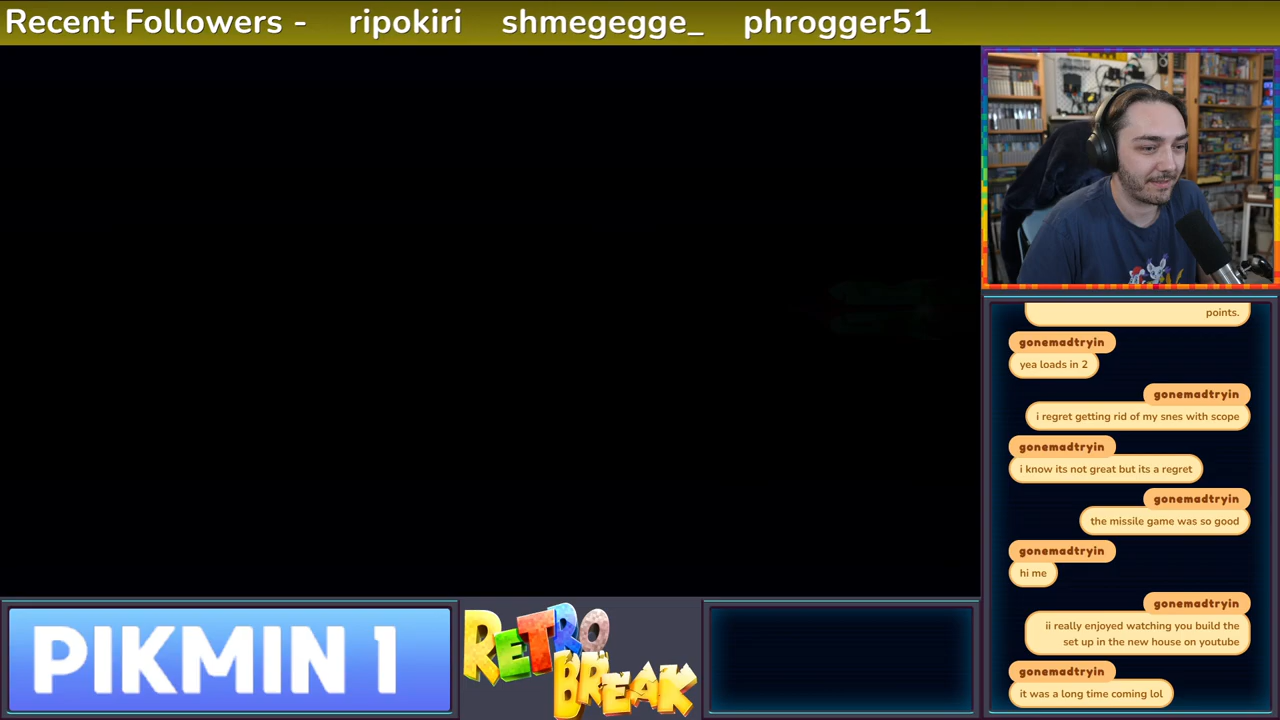 Recent Followers - ripokiri shmegegge_ phrogger51
points.
gonemadtryin
yea loads in 2
gonemadtryin
i regret getting rid of my snes with scope
gonemadtryin
i know its not great but its a regret
gonemadtryin
the missile game was so good
gonemadtryin
hi me
gonemadtryin
ii really enjoyed watching you build the
set up in the new house on youtube
gonemadtryin
it was a long time coming lol
PIKMIN 1
RETRO
BREAK